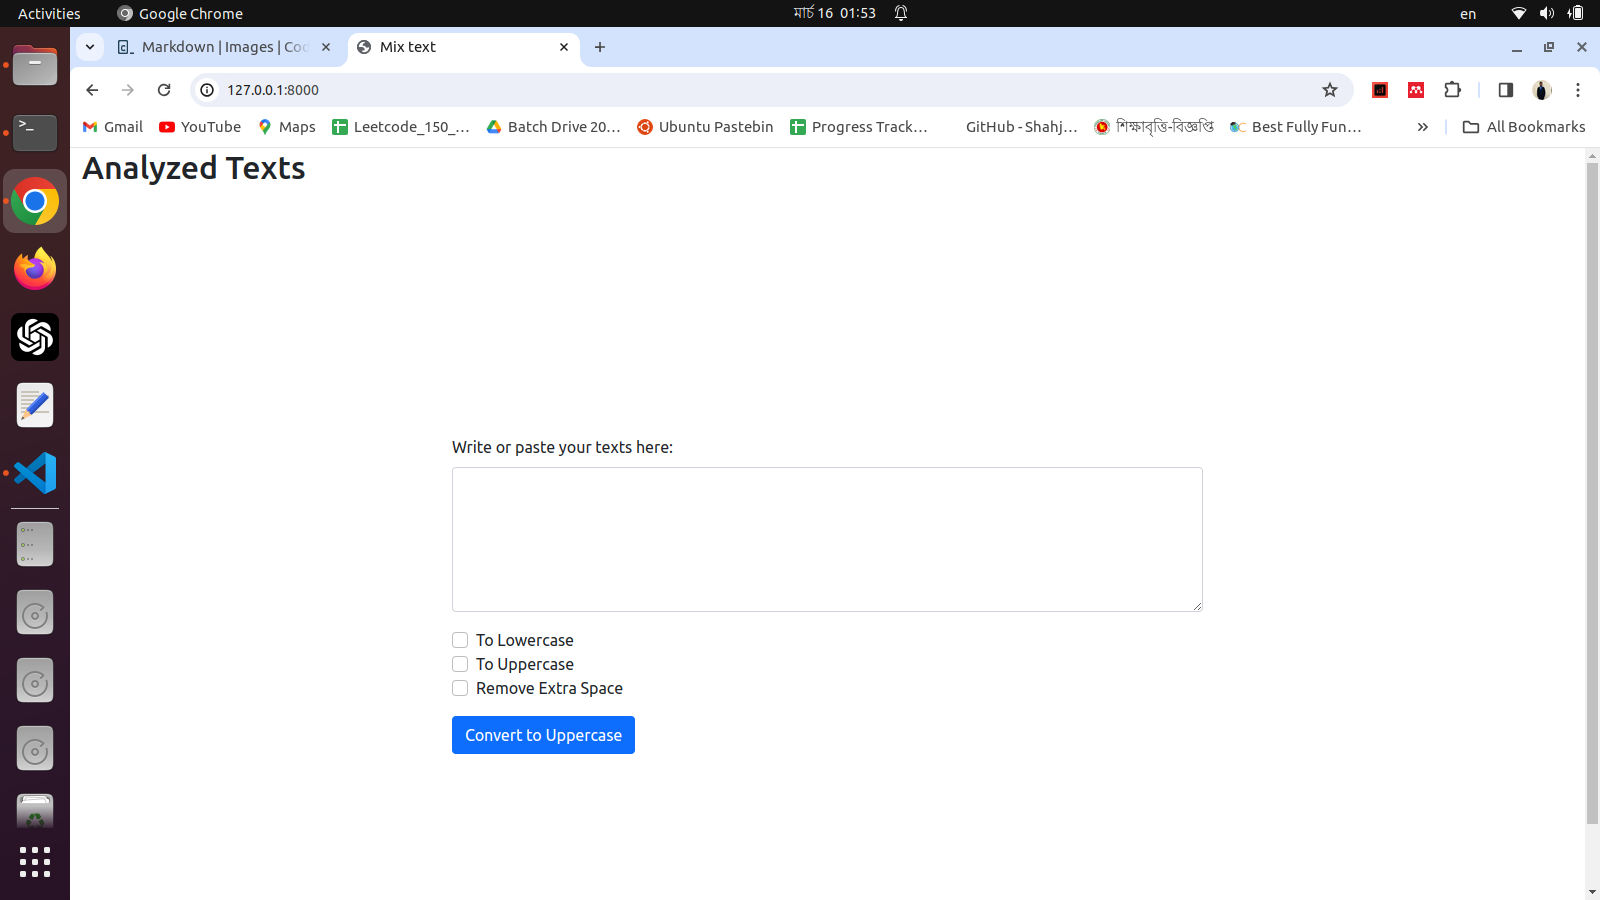 Activities
Google Chrome
মার্চ 16 01:53
en
Markdown | Images | Cod
Mix text
127.0.0.1:8000
Gmail
YouTube
Maps
Leetcode_150_...
Batch Drive 20...
Ubuntu Pastebin
Progress Track...
GitHub - Shahj...
শিক্ষাবৃত্তি-বিজ্ঞপ্তি
Best Fully Fun...
All Bookmarks
Analyzed Texts
Write or paste your texts here:
To Lowercase
To Uppercase
Remove Extra Space
Convert to Uppercase